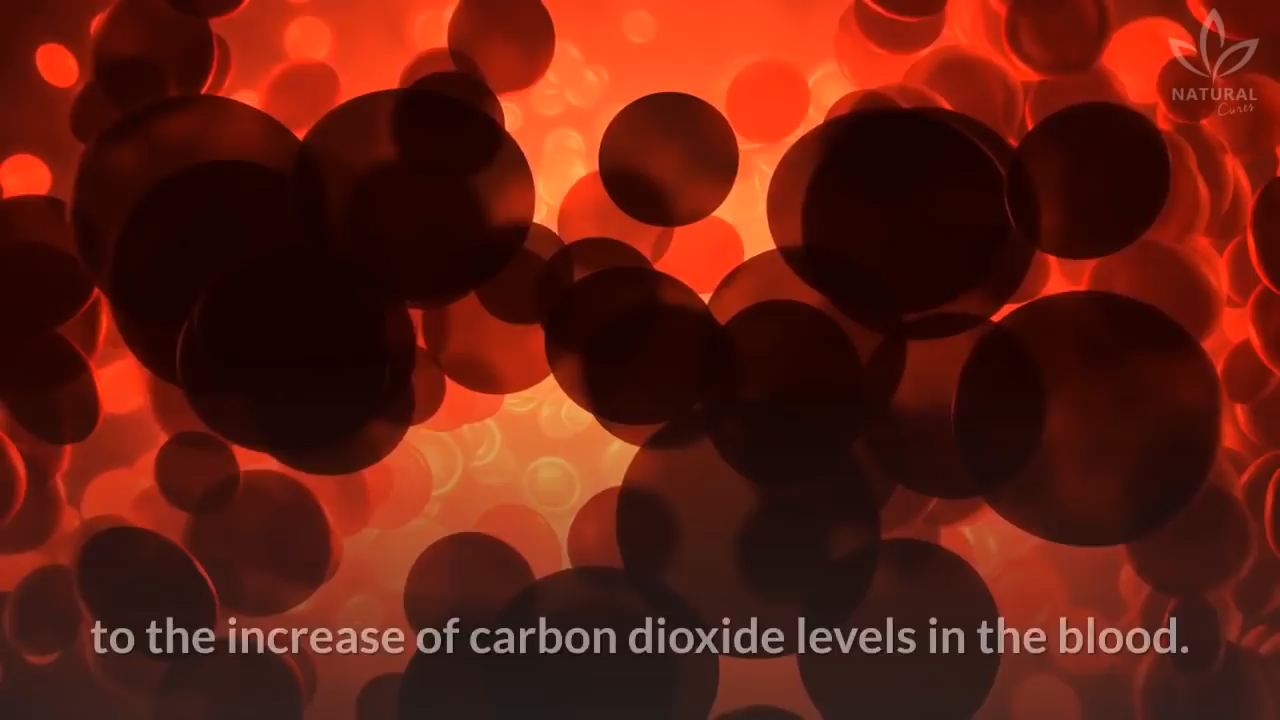 NATURAL
Cures
to the increase of carbon dioxide levels in the blood.